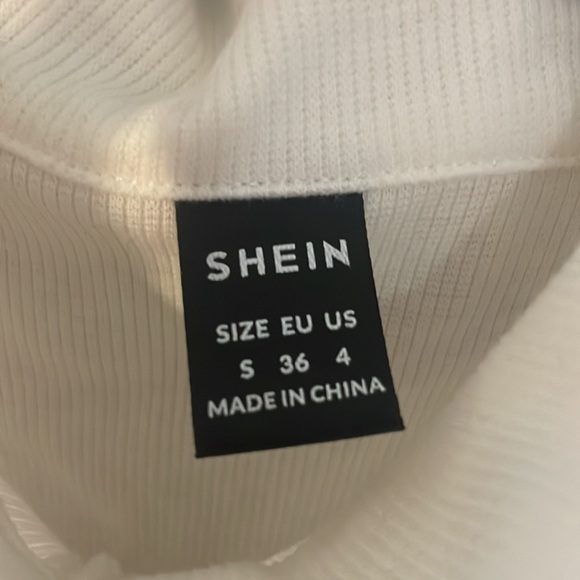 SHEIN
SIZE EU US
S 36 4
MADE IN CHINA